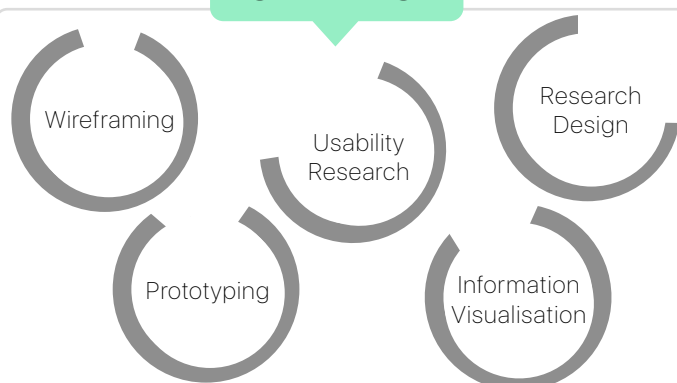 Wireframing
Usability
Research
Research
Design
Prototyping
Information
Visualisation